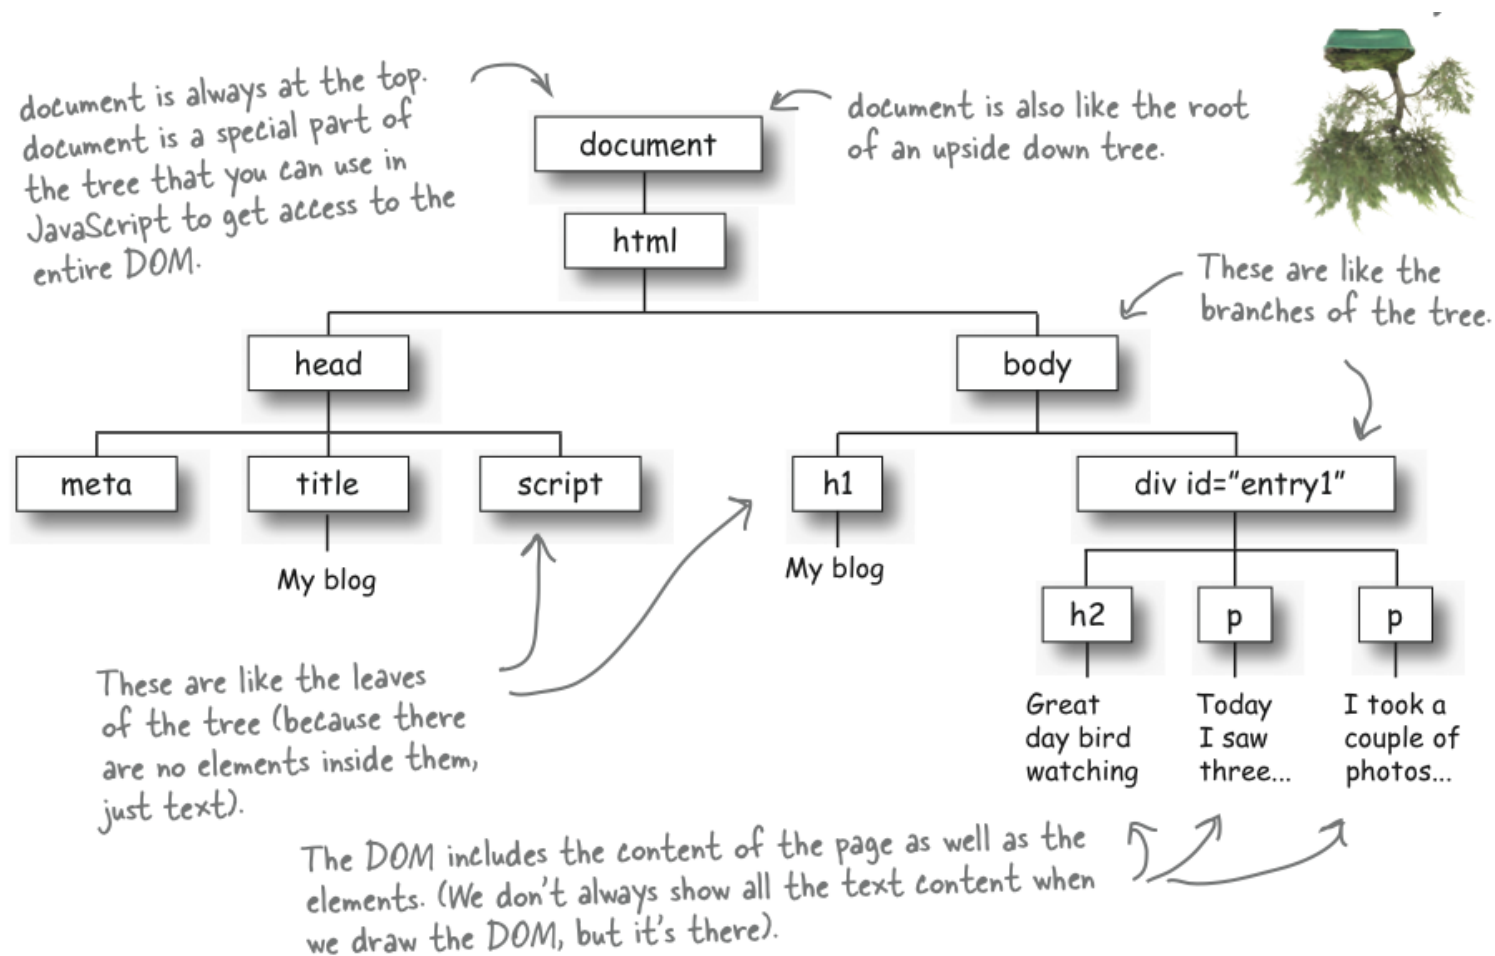 document is always at the top.
document is a special part of
the tree that you can use in
JavaScript to get access to the
entire DOM.
document is also like the root
of an upside down tree.
document
html
These are like the
branches of the tree.
head
body
meta
title
script
h1
div id="entry1"
My blog
My blog
h2
p
p
Great
day bird
watching
Today
I saw
three...
I took a
couple of
photos...
These are like the leaves
of the tree (because there
are no elements inside them,
just text).
The DOM includes the content of the page as well as the
elements. (We don't always show all the text content when
we draw the DOM, but it's there).